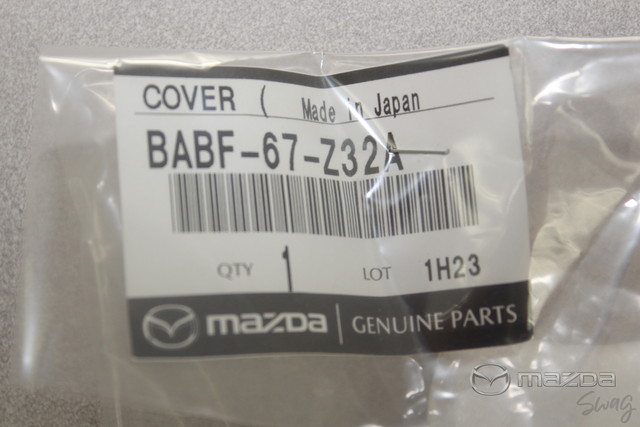 COVER ( Made in Japan
BABF-67-Z32A
QTY 1 LOT 1H23
mazda GENUINE PARTS
mazda
Swag